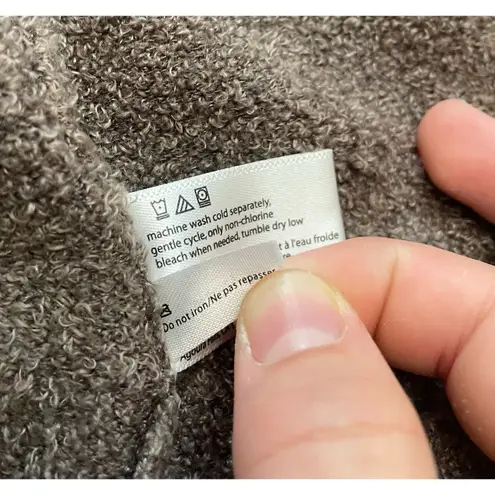 machine wash cold separately,
gentle cycle, only non-chlorine
bleach when needed, tumble dry low
à l'eau froide
Do not iron/Ne pas repasser